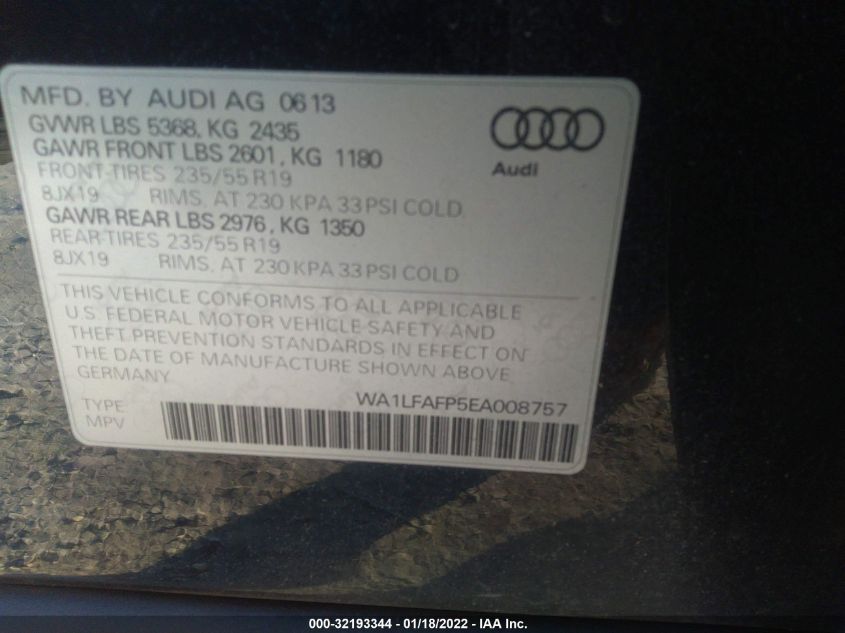 MFD. BY AUDI AG 0613
GVWR LBS 5368, KG 2435
GAWR FRONT LBS 2601, KG 1180
FRONT-TIRES 235/55 R19
8JX19 RIMS, AT 230 KPA 33 PSI COLD
GAWR REAR LBS 2976, KG 1350
REAR-TIRES 235/55 R19
8JX19 RIMS, AT 230 KPA 33 PSI COLD
Audi
THIS VEHICLE CONFORMS TO ALL APPLICABLE
U.S. FEDERAL MOTOR VEHICLE SAFETY AND
THEFT PREVENTION STANDARDS IN EFFECT ON
THE DATE OF MANUFACTURE SHOWN ABOVE
GERMANY
WA1LFAFP5EA008757
TYPE
MPV
000-32193344 - 01/18/2022 - IAA Inc.